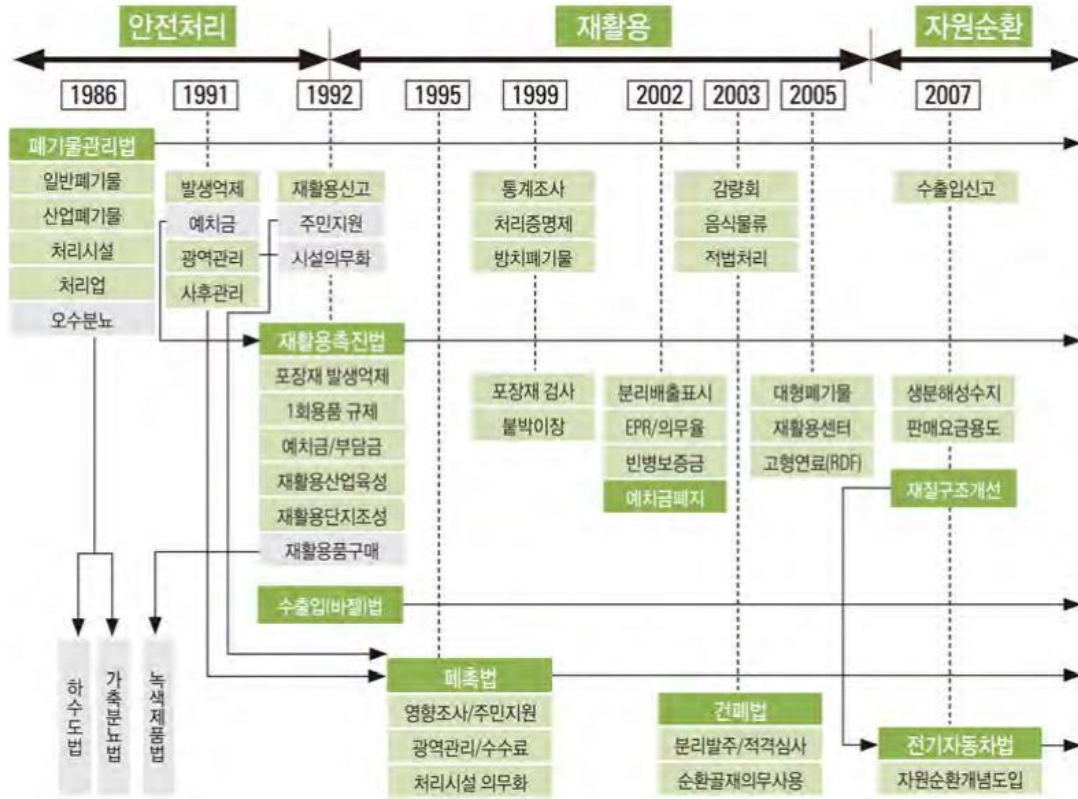 안전처리
재활용
자원순환
1986
1991
1992
1995
1999
2002
2003
2005
2007
폐기물관리법
일반폐기물
산업폐기물
처리시설
처리업
오수분뇨
발생억제
예치금
광역관리
사후관리
재활용신고
주민지원
시설의무화
통계조사
처리증명제
방치폐기물
감량회
음식물류
적법처리
수출입신고
재활용촉진법
포장재 발생억제
1회용품 규제
예치금/부담금
재활용산업육성
재활용단지조성
재활용품구매
포장재 검사
붙박이장
분리배출표시
EPR/의무율
빈병보증금
예치금폐지
대형폐기물
재활용센터
고형연료(RDF)
생분해성수지
판매요금용도
재질구조개선
수출입(바젤)법
하수도법
가축분뇨법
녹색제품법
폐촉법
영향조사/주민지원
광역관리/수수료
처리시설 의무화
건폐법
분리발주/적격심사
순환골재의무사용
전기자동차법
자원순환개념도입